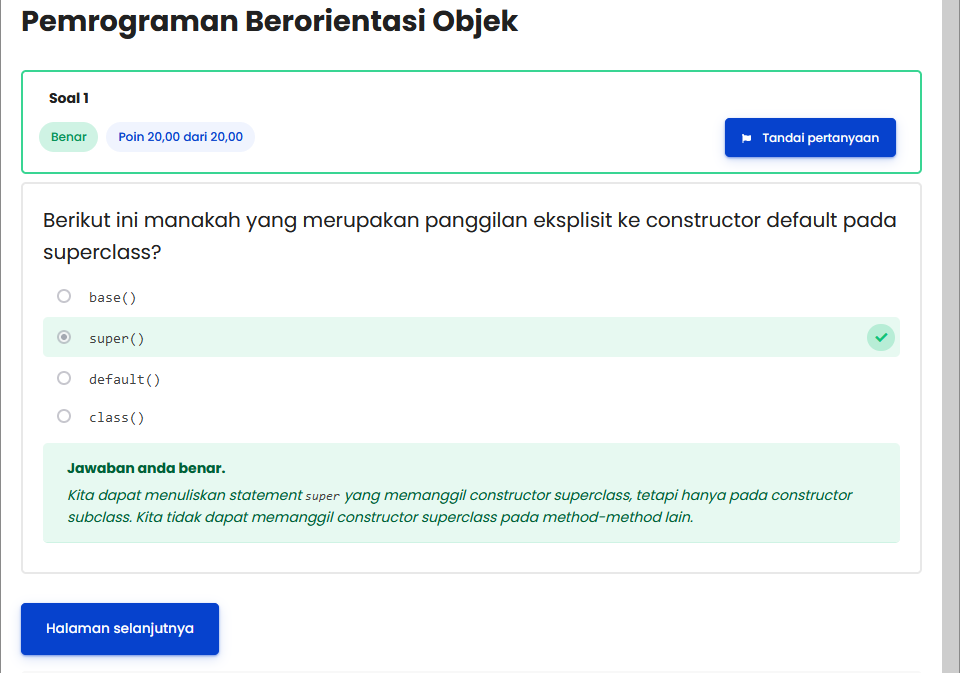 Pemrograman Berorientasi Objek
Soal 1
Benar
Poin 20,00 dari 20,00
Tandai pertanyaan
Berikut ini manakah yang merupakan panggilan eksplisit ke constructor default pada
superclass?
base()
super()
default()
class()
Jawaban anda benar.
Kita dapat menuliskan statement super yang memanggil constructor superclass, tetapi hanya pada constructor
subclass. Kita tidak dapat memanggil constructor superclass pada method-method lain.
Halaman selanjutnya